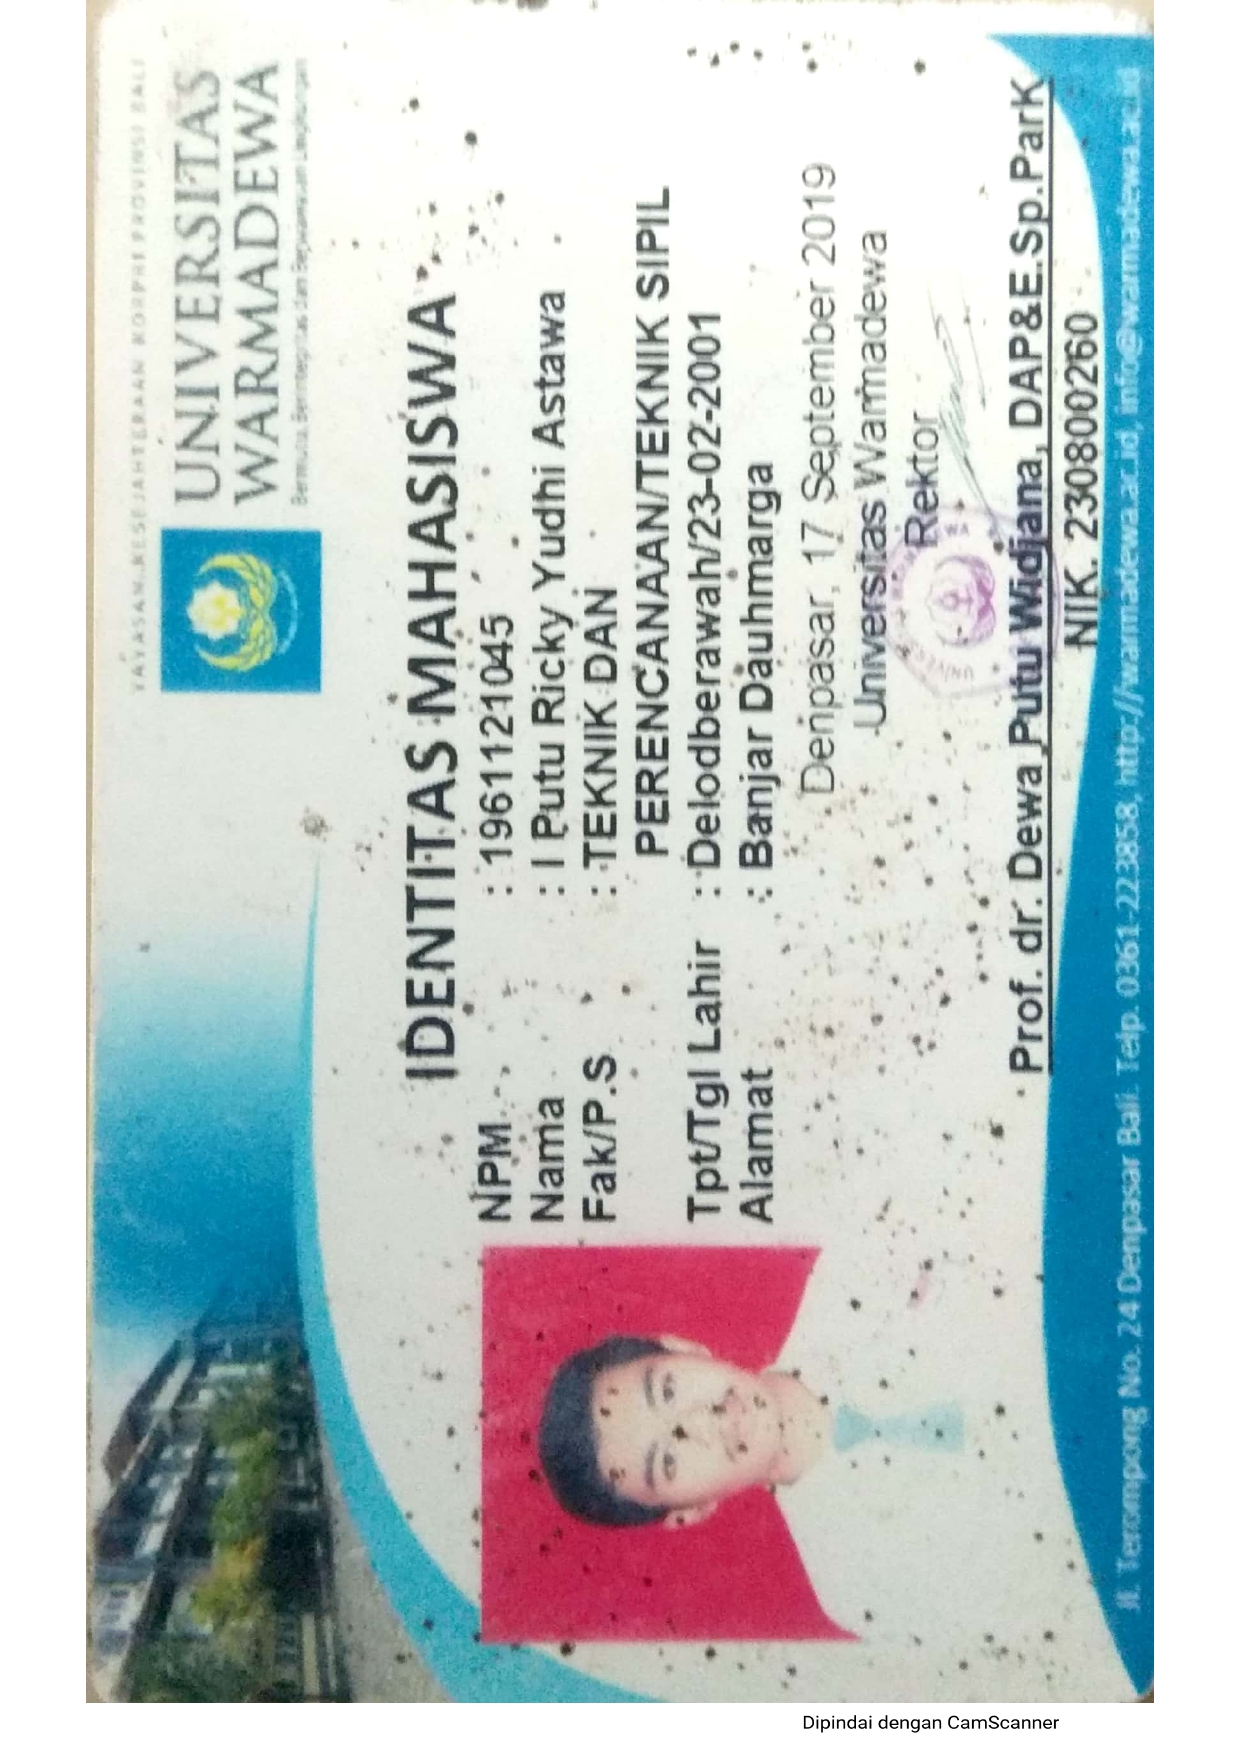 YAYASAN KESEJAHTERAAN KORPRI PROVINSI BALI
UNIVERSITAS
WARMADEWA
Bermutu, Berintegritas dan Berwawasan Lingkungan
IDENTITAS MAHASISWA
NPM : 1961121045
Nama : I Putu Ricky Yudhi Astawa
Fak/P.S : TEKNIK DAN
PERENCANAAN/TEKNIK SIPIL
Tpt/Tgl Lahir : Delodberawah/23-02-2001
Alamat : Banjar Dauhmarga
Denpasar, 17 September 2019
Universitas Warmadewa
Rektor
Prof. dr. Dewa Putu Widjana, DAP&E.Sp.ParK
NIK. 230800260
Jl. Terompong No. 24 Denpasar Bali. Telp. 0361-223858, http://warmadewa.ac.id, info@warmadewa.ac.id
Dipindai dengan CamScanner